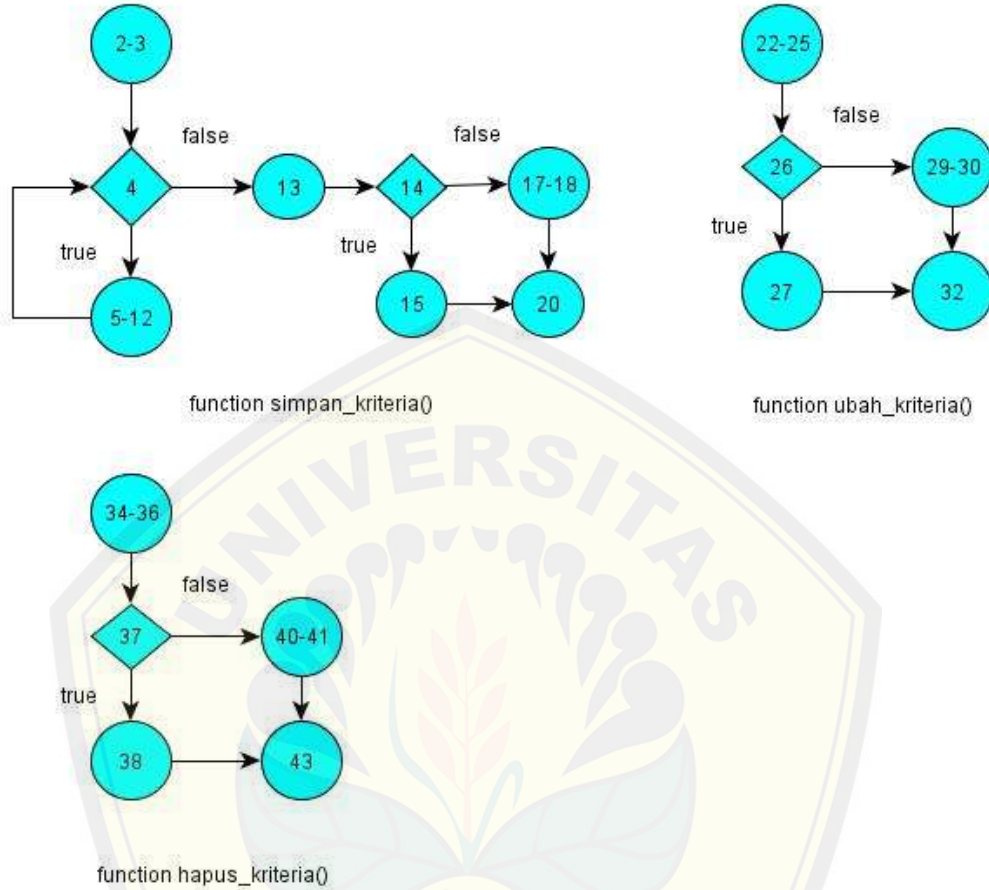 2-3
false
4
13
true
5-12
false
14
17-18
true
15
20
function simpan_kriteria()
22-25
false
26
29-30
true
27
32
function ubah_kriteria()
34-36
false
37
40-41
true
38
43
function hapus_kriteria()
UNIVERSITAS